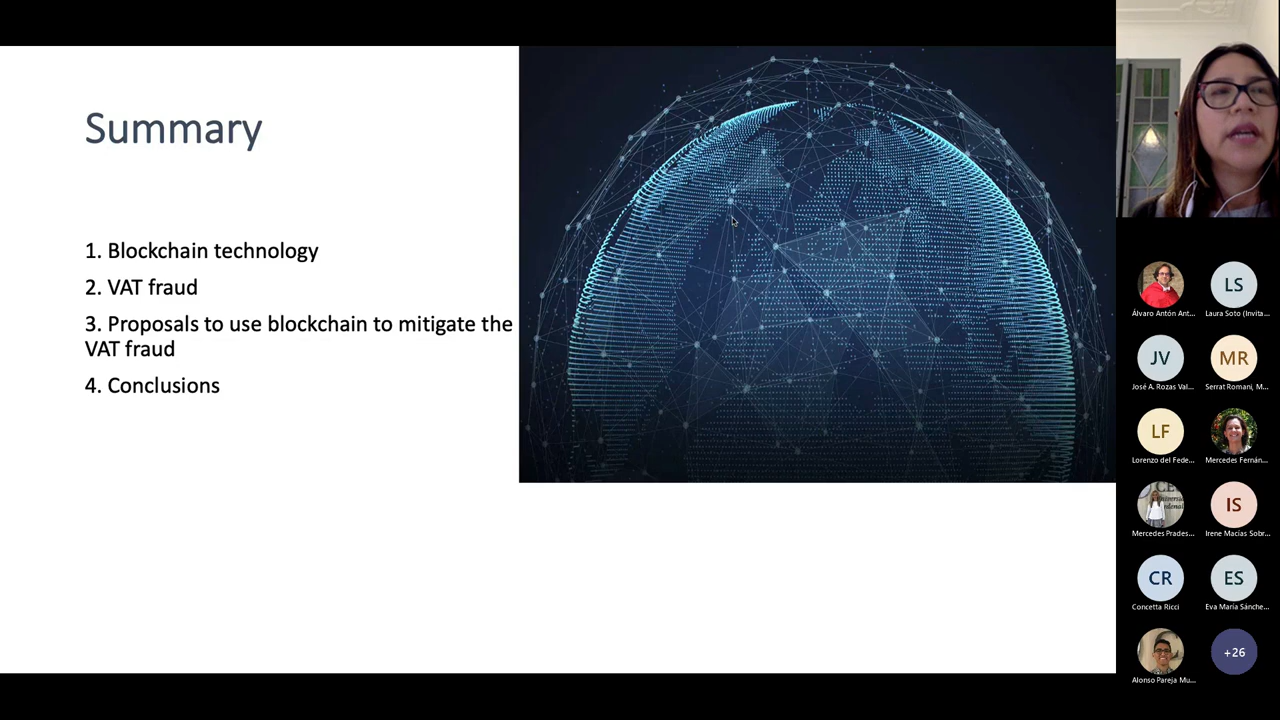 Summary
1. Blockchain technology
2. VAT fraud
3. Proposals to use blockchain to mitigate the
VAT fraud
4. Conclusions
Álvaro Antón Ant...
LS
Laura Soto (Invita...
JV
José A. Rozas Val...
MR
Serrat Romani, M...
LF
Lorenzo del Fede...
Mercedes Fernán...
Mercedes Prades...
IS
Irene Macías Sobr...
CR
Concetta Ricci
ES
Eva María Sánche...
Alonso Pareja Mu...
+26